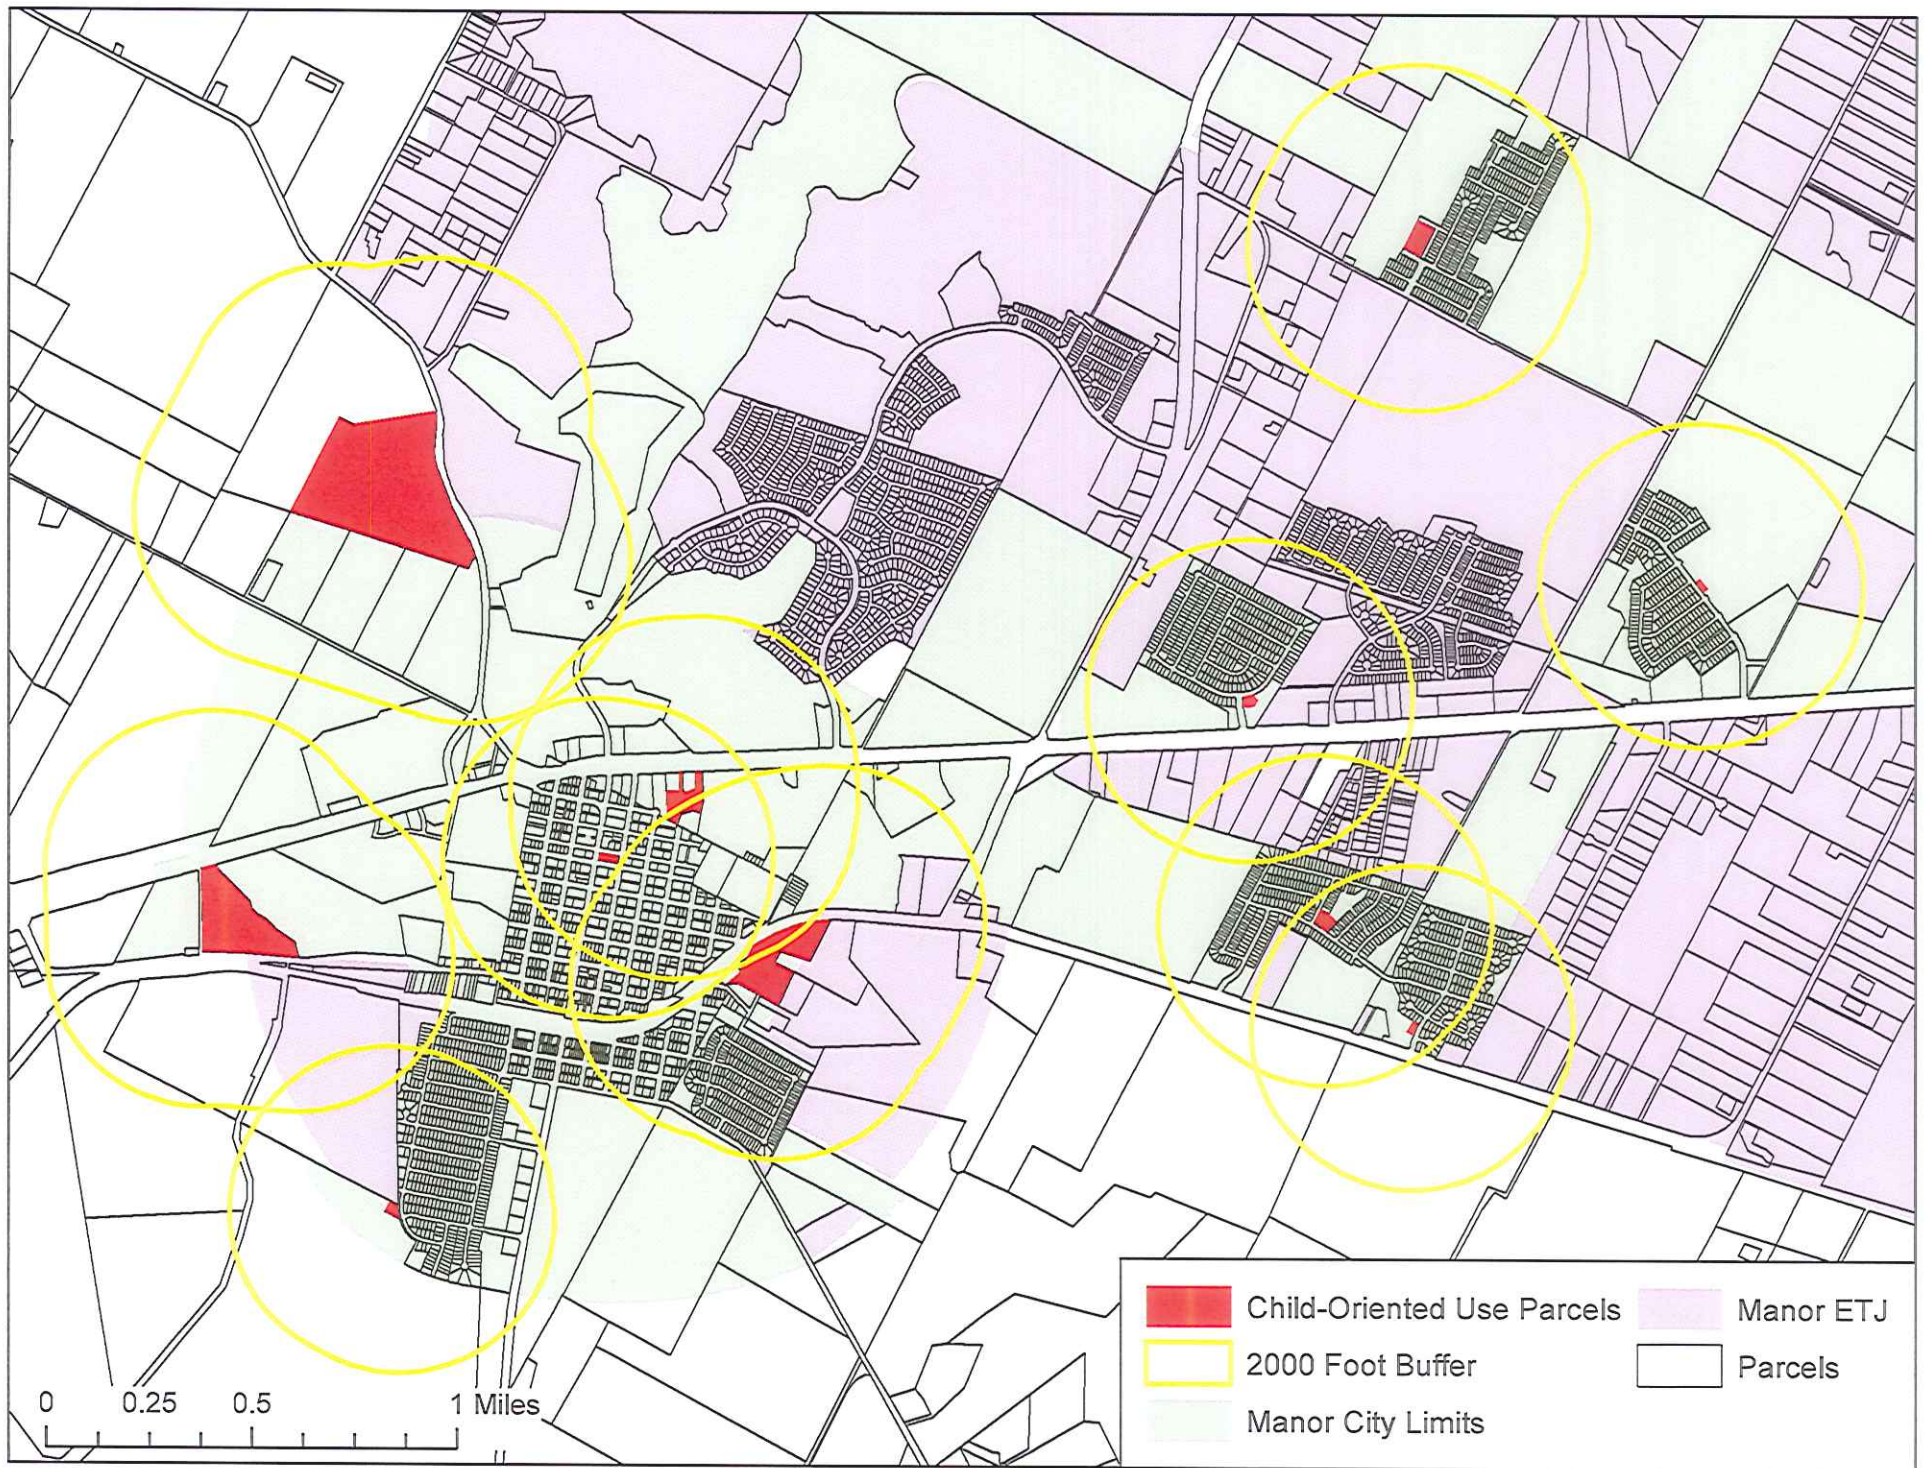 Child-Oriented Use Parcels
Manor ETJ
2000 Foot Buffer
Parcels
Manor City Limits
0 0.25 0.5 1 Miles